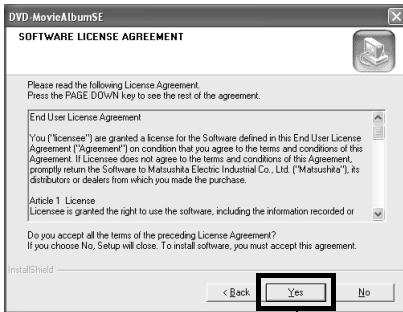 DVD-MovieAlbumSE
SOFTWARE LICENSE AGREEMENT
Please read the following License Agreement.
Press the PAGE DOWN key to see the rest of the agreement.
End User License Agreement
You ("licensee") are granted a license for the Software defined in this End User License
Agreement ("Agreement") on condition that you agree to the terms and conditions of this
Agreement. If Licensee does not agree to the terms and conditions of this Agreement,
promptly return the Software to Matsushita Electric Industrial Co., Ltd. ("Matsushita"), its
distributors or dealers from which you made the purchase.
Article 1 License
Licensee is granted the right to use the software, including the information recorded or
Do you accept all the terms of the preceding License Agreement?
If you choose No, Setup will close. To install software, you must accept this agreement.
InstallShield
< Back Yes No